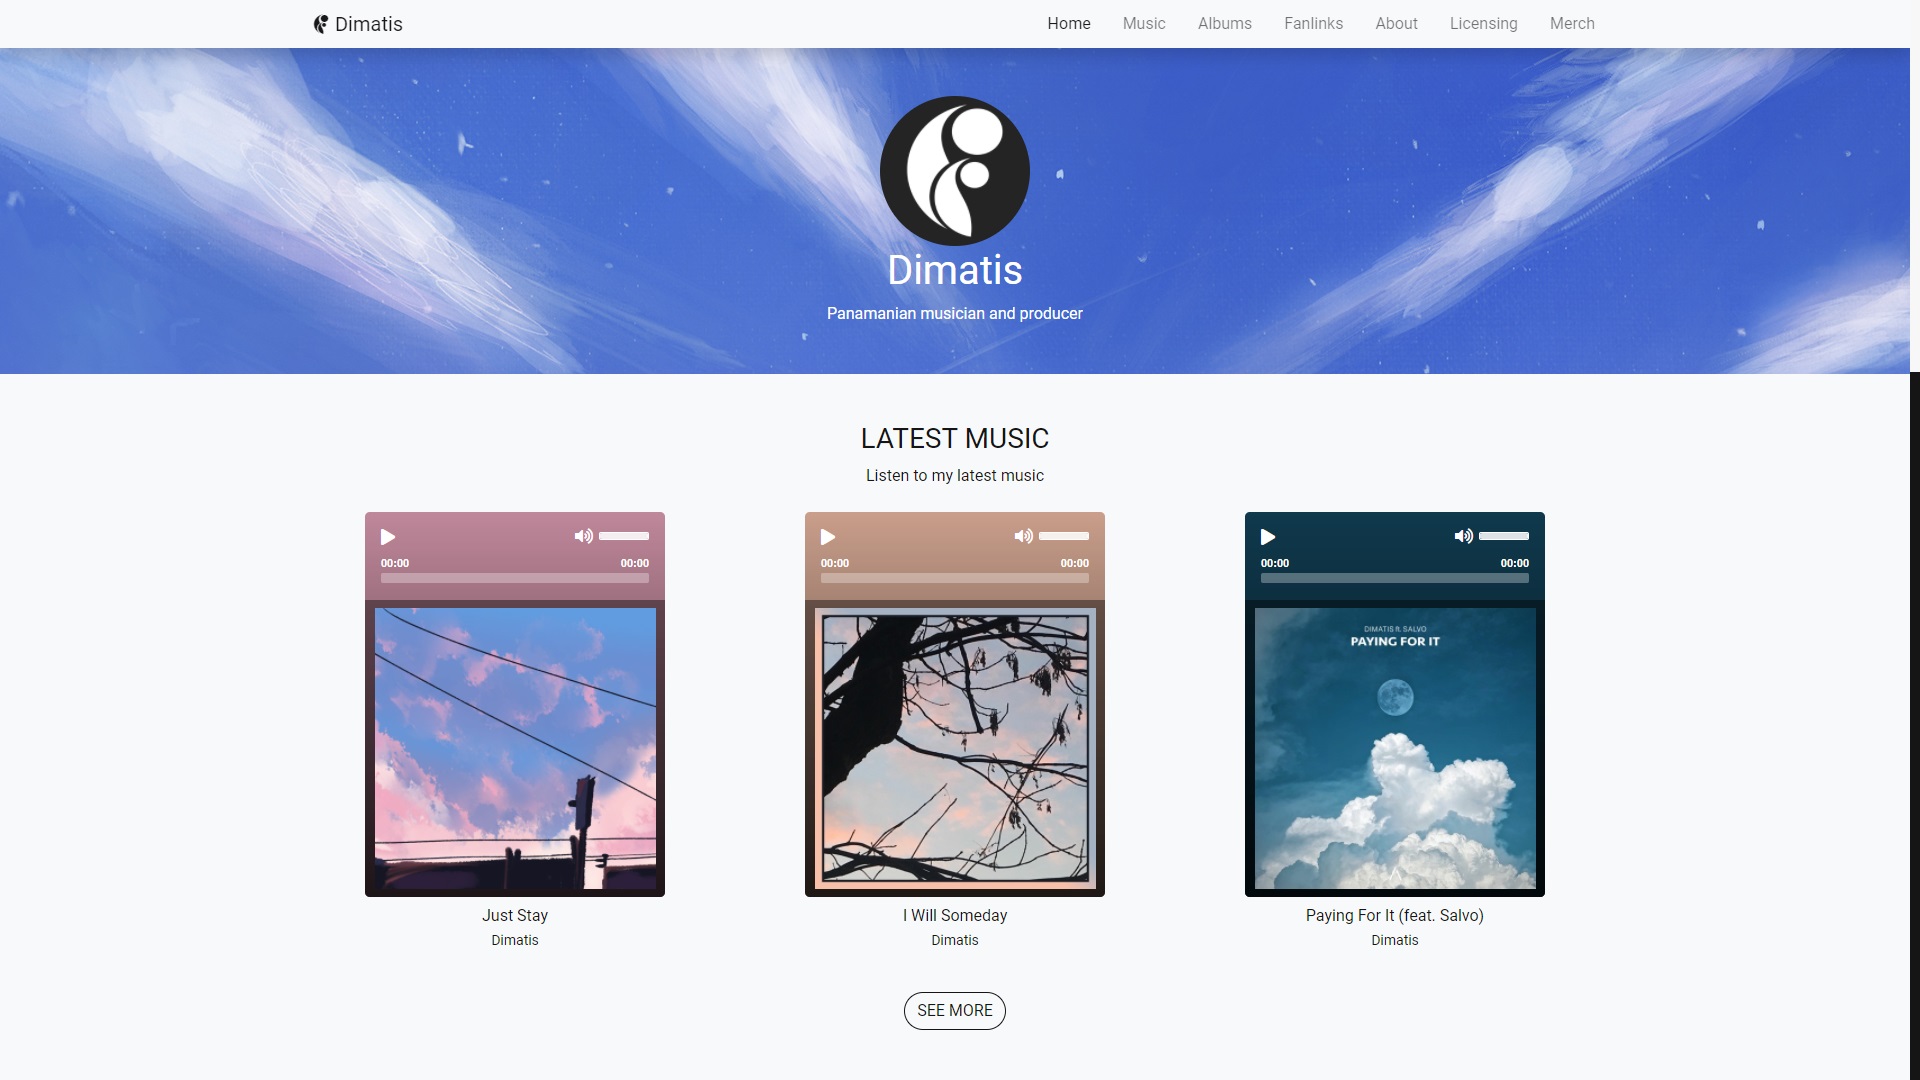 Dimatis
Home Music Albums Fanlinks About Licensing Merch
Dimatis
Panamanian musician and producer
LATEST MUSIC
Listen to my latest music
00:00 00:00
00:00 00:00
00:00 00:00
DIMATIS ft. SALVO
PAYING FOR IT
Just Stay
Dimatis
I Will Someday
Dimatis
Paying For It (feat. Salvo)
Dimatis
SEE MORE